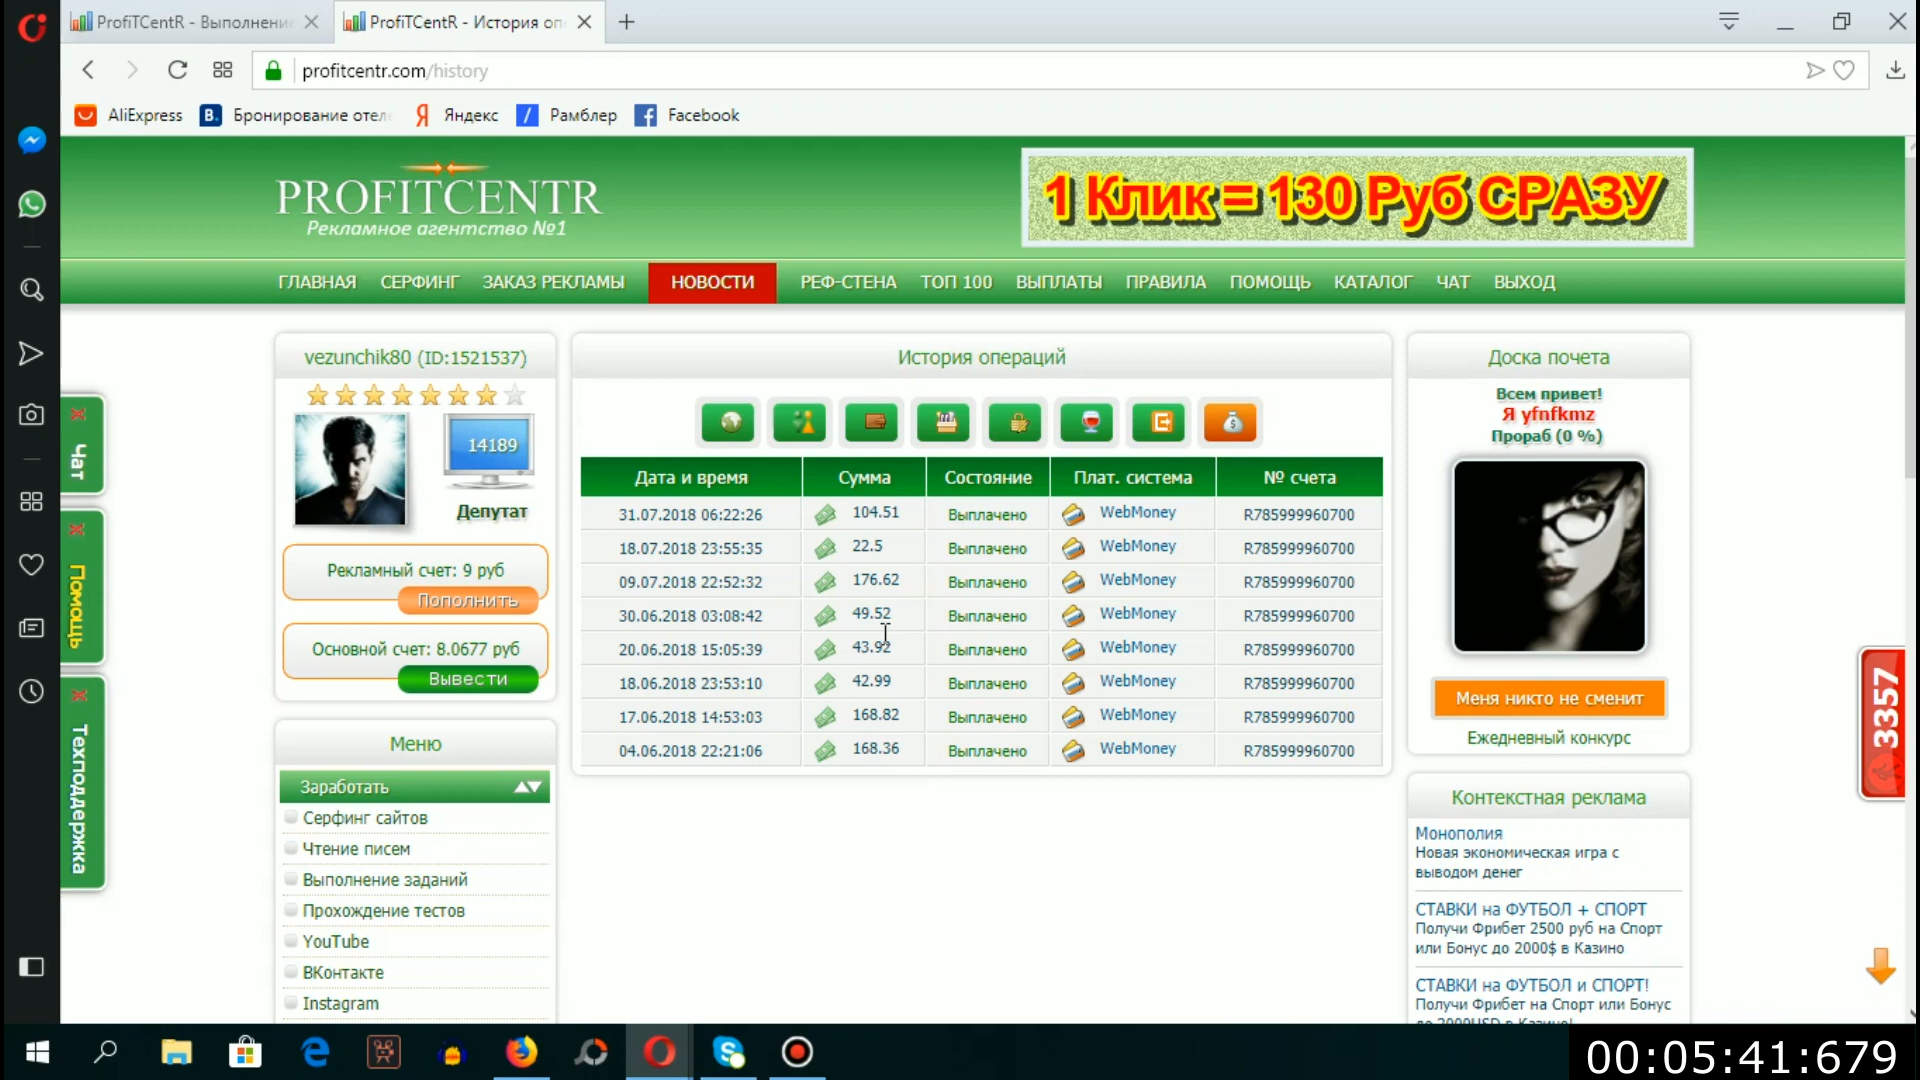 ProfiTCentR - Выполнени
ProfiTCentR - История оп
profitcentr.com/history
AliExpress
B.
Бронирование отеле
Я
Яндекс
Рамблер
Facebook
PROFITCENTR
Рекламное агентство №1
1 Клик = 130 Руб СРАЗУ
ГЛАВНАЯ СЕРФИНГ ЗАКАЗ РЕКЛАМЫ НОВОСТИ РЕФ-СТЕНА ТОП 100 ВЫПЛАТЫ ПРАВИЛА ПОМОЩЬ КАТАЛОГ ЧАТ ВЫХОД
Чат
Помощь
Техподдержка
vezunchik80 (ID:1521537)
14189
Депутат
Рекламный счет: 9 руб
Пополнить
Основной счет: 8.0677 руб
Вывести
Меню
Заработать
Серфинг сайтов
Чтение писем
Выполнение заданий
Прохождение тестов
YouTube
ВКонтакте
Instagram
История операций
Дата и время Сумма Состояние Плат. система № счета
31.07.2018 06:22:26 104.51 Выплачено WebMoney R785999960700
18.07.2018 23:55:35 22.5 Выплачено WebMoney R785999960700
09.07.2018 22:52:32 176.62 Выплачено WebMoney R785999960700
30.06.2018 03:08:42 49.52 Выплачено WebMoney R785999960700
20.06.2018 15:05:39 43.92 Выплачено WebMoney R785999960700
18.06.2018 23:53:10 42.99 Выплачено WebMoney R785999960700
17.06.2018 14:53:03 168.82 Выплачено WebMoney R785999960700
04.06.2018 22:21:06 168.36 Выплачено WebMoney R785999960700
Доска почета
Всем привет!
Я yfnfkmz
Прораб (0 %)
Меня никто не сменит
Ежедневный конкурс
Контекстная реклама
Монополия
Новая экономическая игра с
выводом денег
СТАВКИ на ФУТБОЛ + СПОРТ
Получи Фрибет 2500 руб на Спорт
или Бонус до 2000$ в Казино
СТАВКИ на ФУТБОЛ и СПОРТ!
Получи Фрибет на Спорт или Бонус
до 2000USD в Казино!
3357
00:05:41:679